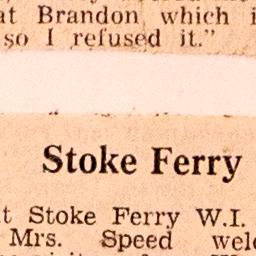 at Brandon which
so I refused it.”
Stoke Ferry
t Stoke Ferry W.I.
Mrs. Speed wel